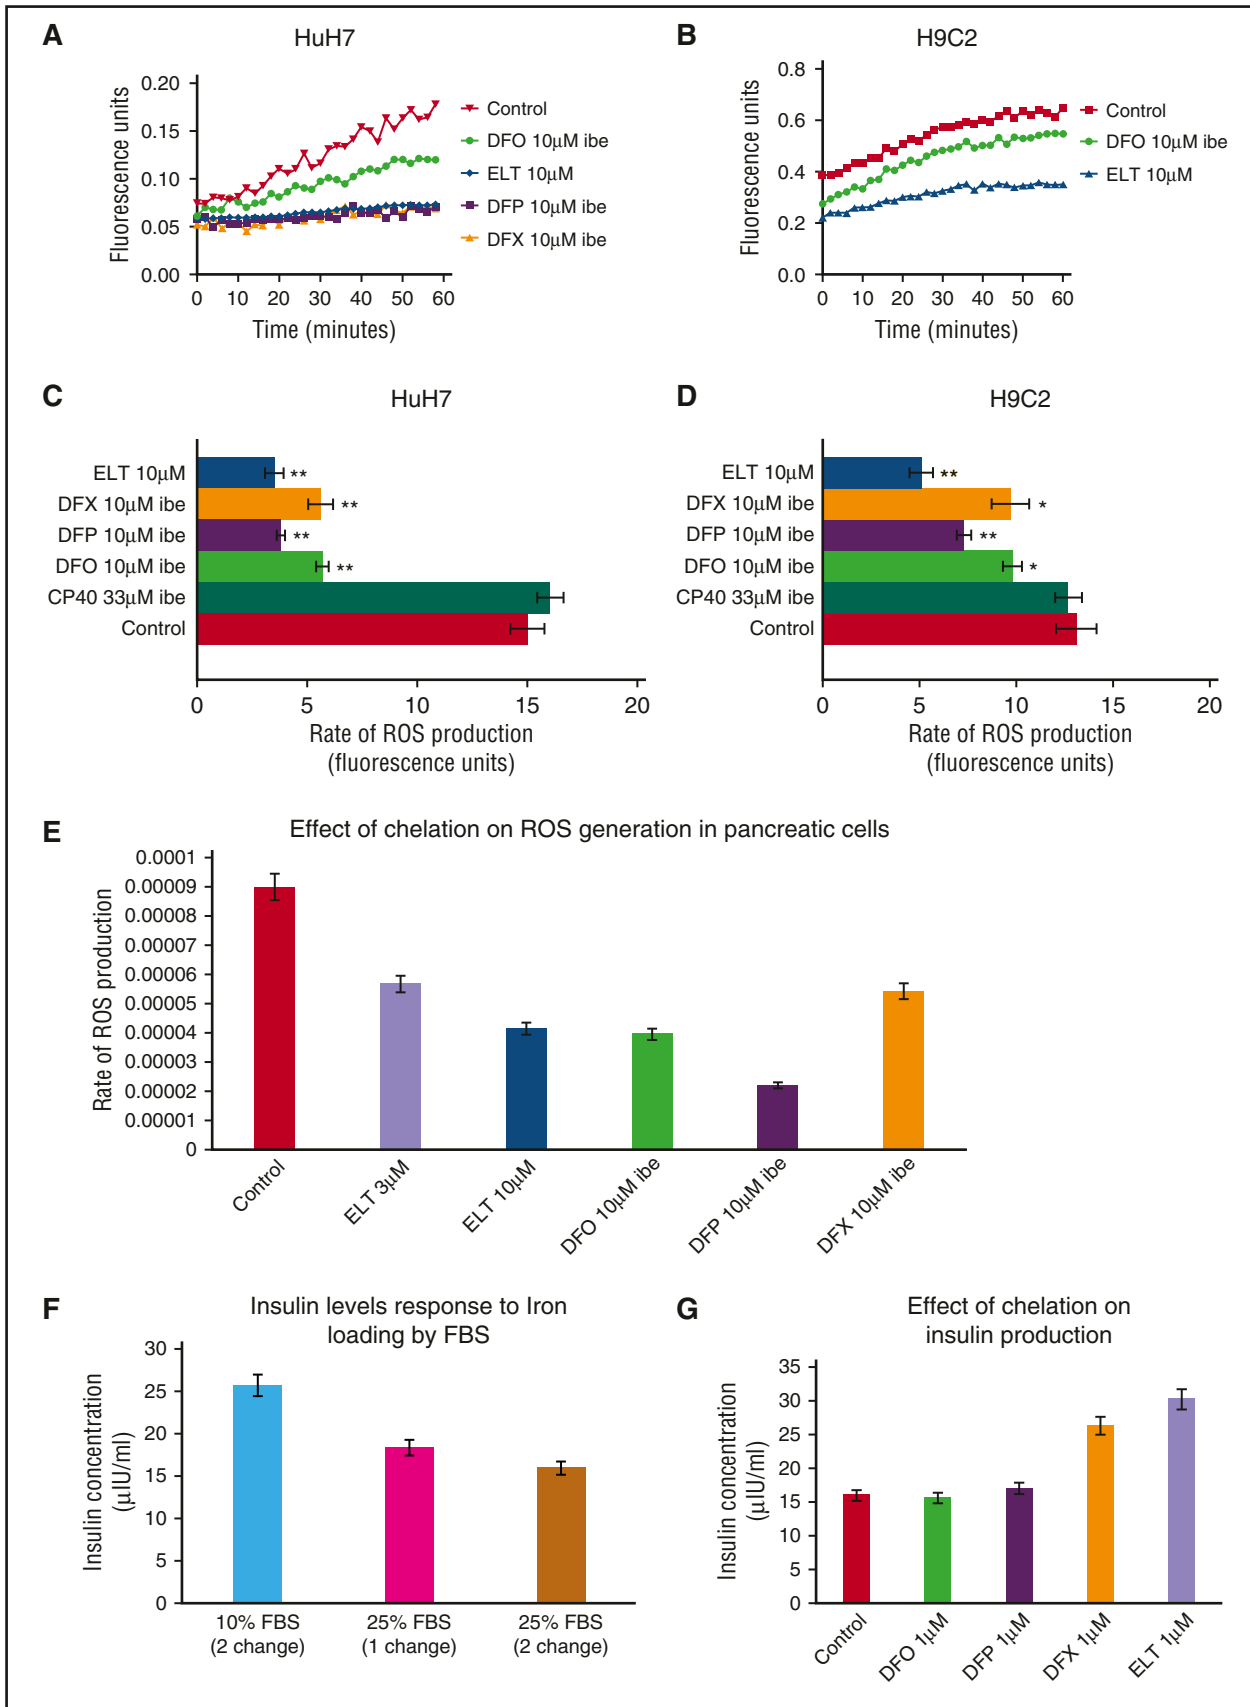 A
HuH7
Fluorescence units
0.20
0.15
0.10
0.05
0.00
0 10 20 30 40 50 60
Time (minutes)
Control
DFO 10μM ibe
ELT 10μM
DFP 10μM ibe
DFX 10μM ibe
B
H9C2
Fluorescence units
0.8
0.6
0.4
0.2
0.0
0 10 20 30 40 50 60
Time (minutes)
Control
DFO 10μM ibe
ELT 10μM
C
HuH7
ELT 10μM **
DFX 10μM ibe **
DFP 10μM ibe **
DFO 10μM ibe **
CP40 33μM ibe
Control
0 5 10 15 20
Rate of ROS production
(fluorescence units)
D
H9C2
ELT 10μM **
DFX 10μM ibe *
DFP 10μM ibe **
DFO 10μM ibe *
CP40 33μM ibe
Control
0 5 10 15 20
Rate of ROS production
(fluorescence units)
E
Effect of chelation on ROS generation in pancreatic cells
Rate of ROS production
0.0001
0.00009
0.00008
0.00007
0.00006
0.00005
0.00004
0.00003
0.00002
0.00001
0
Control
ELT 3μM
ELT 10μM
DFO 10μM ibe
DFP 10μM ibe
DFX 10μM ibe
F
Insulin levels response to Iron
loading by FBS
Insulin concentration
(μIU/ml)
30
25
20
15
10
5
0
10% FBS
(2 change)
25% FBS
(1 change)
25% FBS
(2 change)
G
Effect of chelation on
insulin production
Insulin concentration
(μIU/ml)
35
30
25
20
15
10
5
0
Control
DFO 1μM
DFP 1μM
DFX 1μM
ELT 1μM